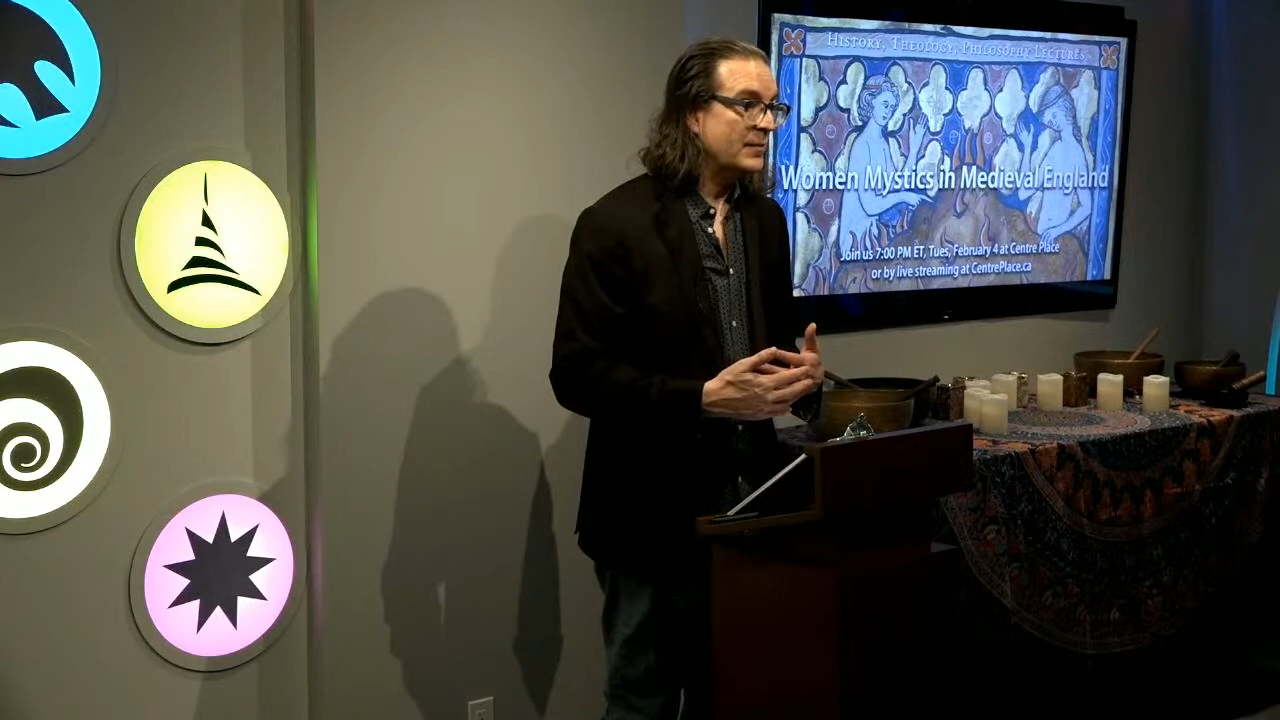 History, Theology, Philosophy Lectures
Women Mystics in Medieval England
Join us 7:00 PM ET, Tues, February 4 at Centre Place
or by live streaming at CentrePlace.ca